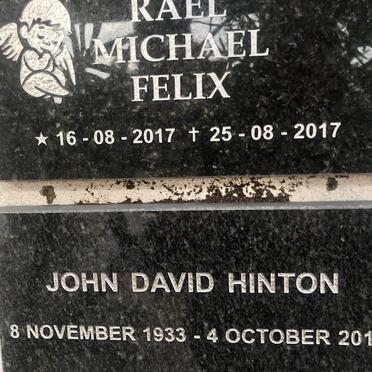 RAEL
MICHAEL
FELIX
★ 16 - 08 - 2017 ✝ 25 - 08 - 2017
JOHN DAVID HINTON
8 NOVEMBER 1933 - 4 OCTOBER 201